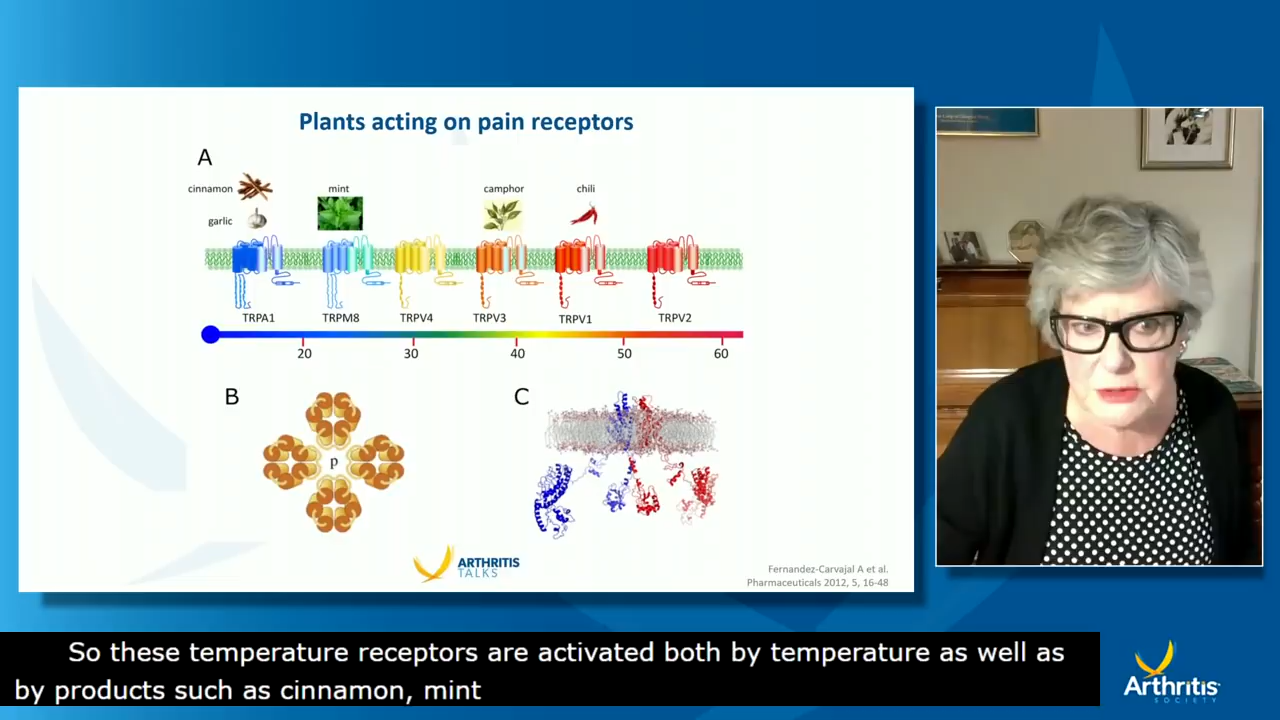 Plants acting on pain receptors
A
cinnamon
mint
camphor
chili
garlic
TRPA1
TRPM8
TRPV4
TRPV3
TRPV1
TRPV2
20
30
40
50
60
B
C
p
ARTHRITIS
TALKS
Fernandez-Carvajal A et al.
Pharmaceuticals 2012, 5, 16-48
So these temperature receptors are activated both by temperature as well as
by products such as cinnamon, mint
Arthritis
SOCIETY